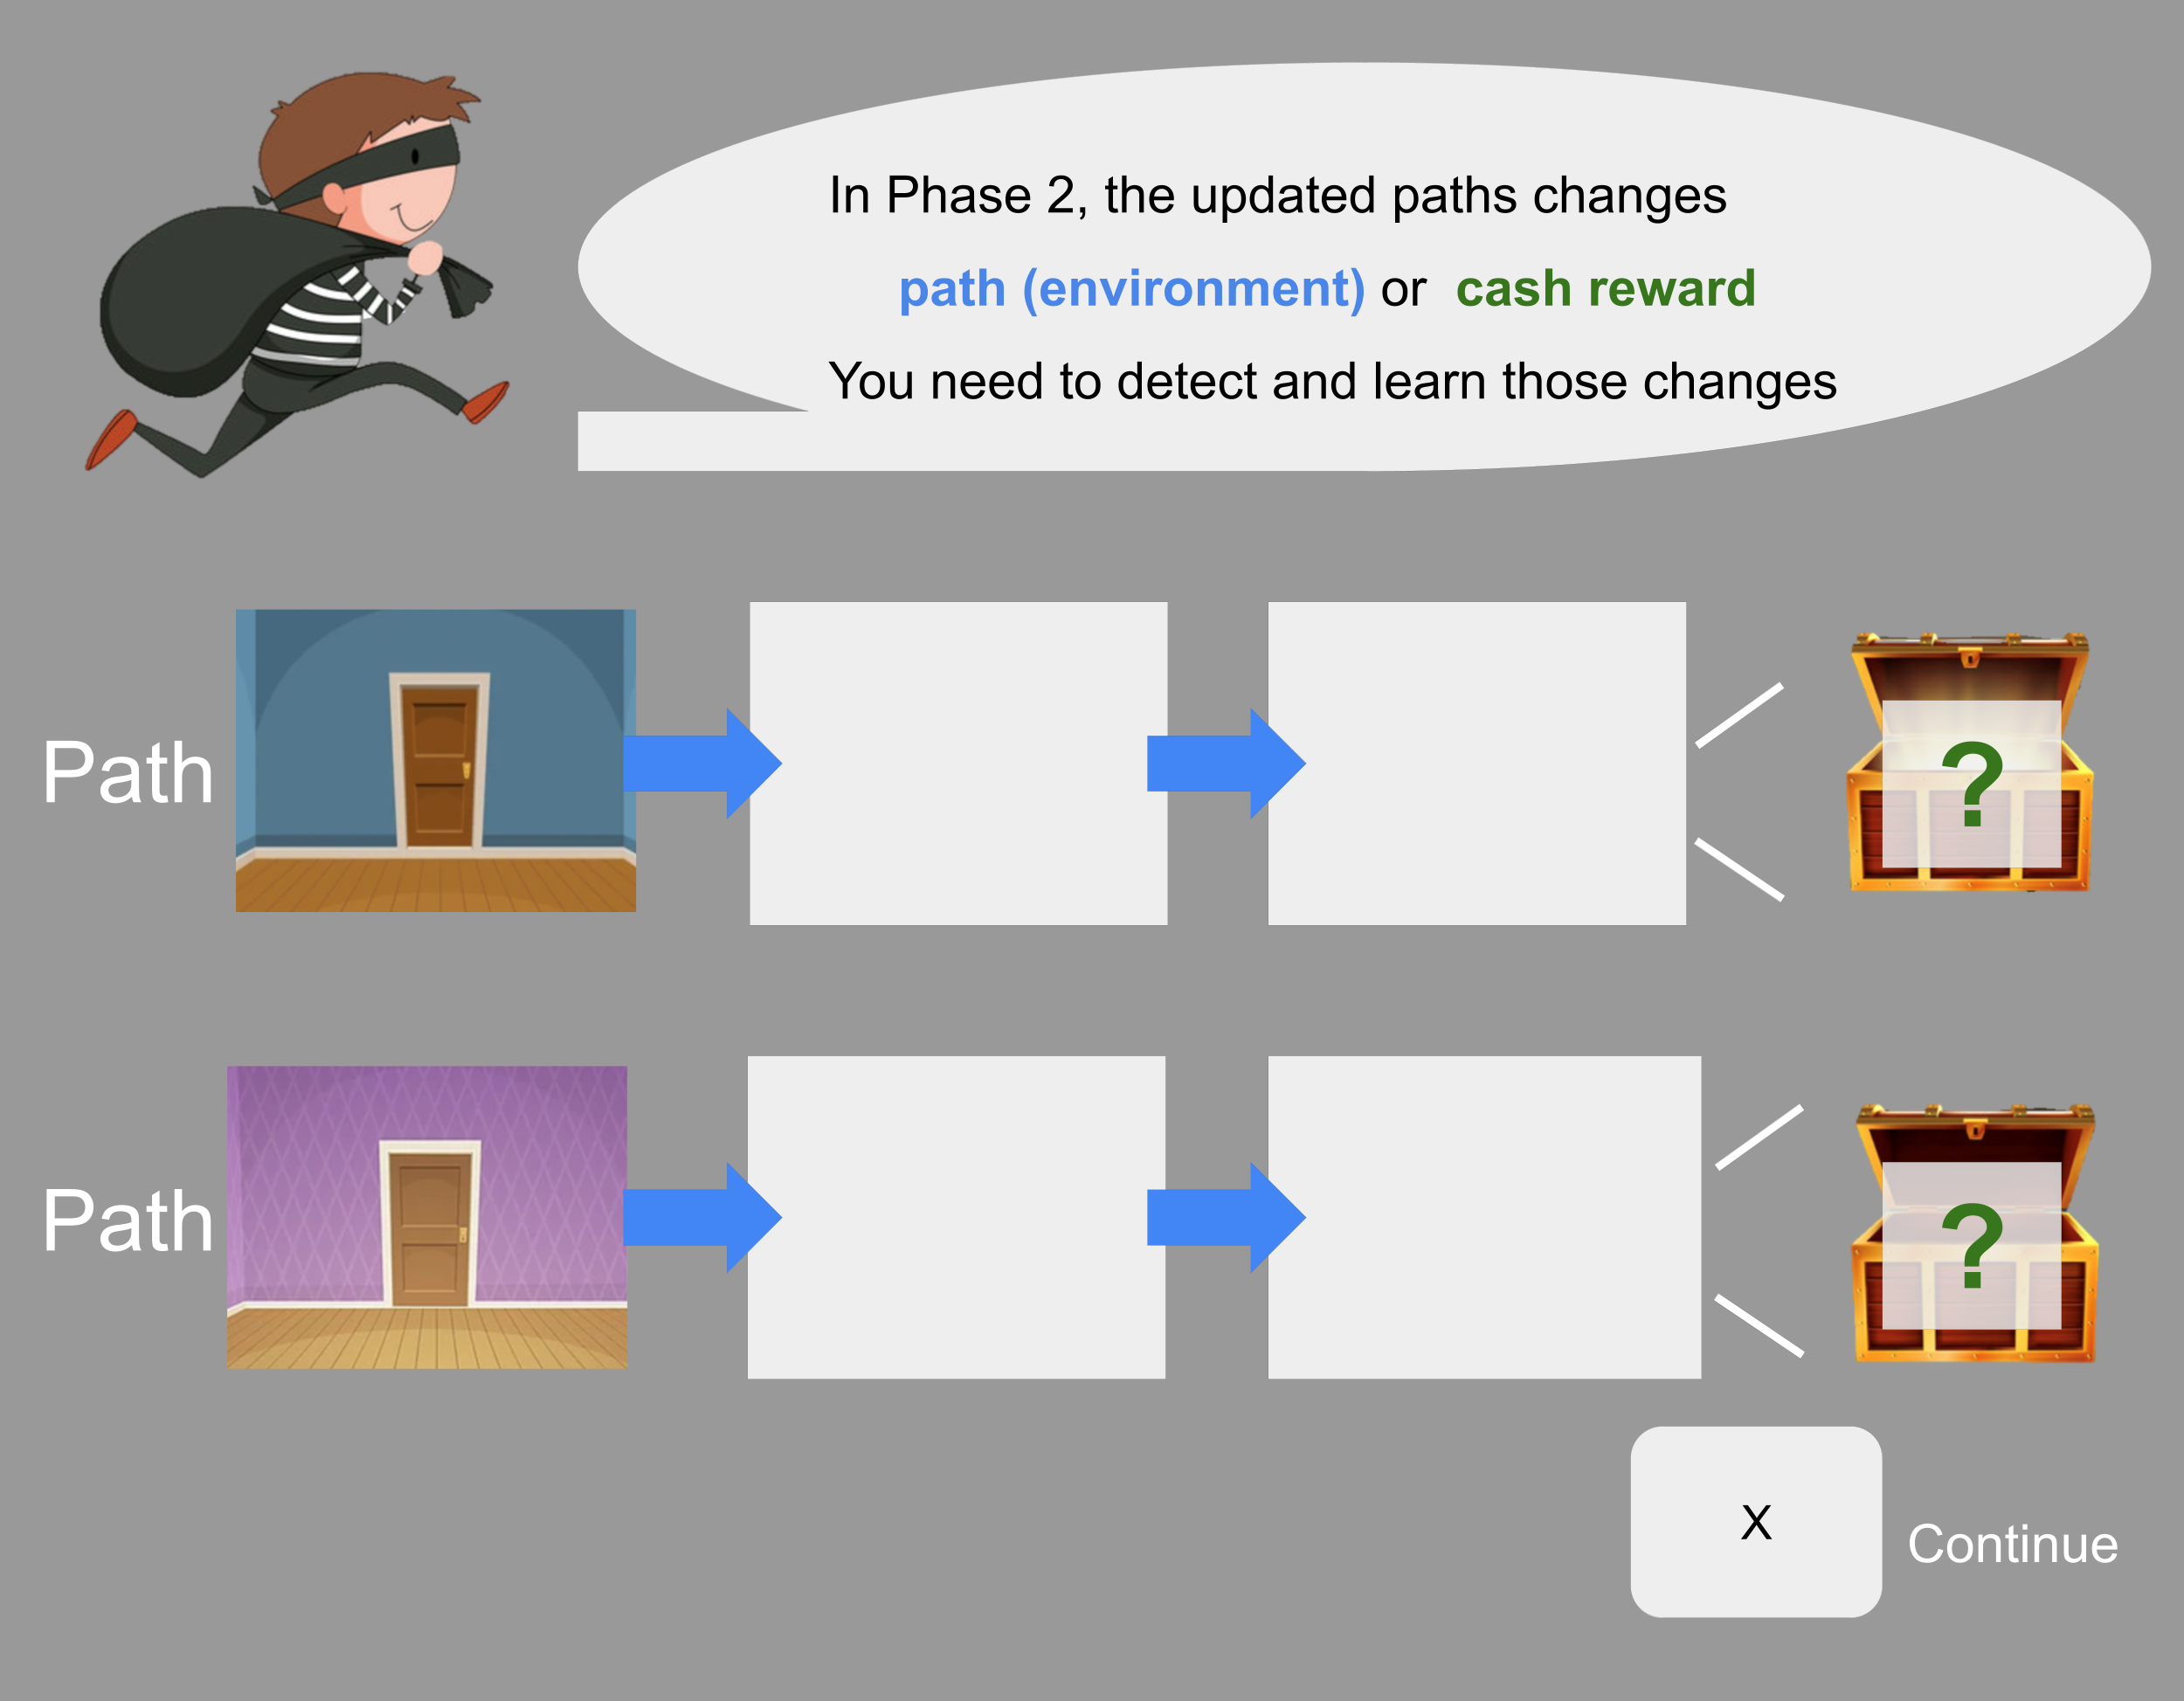 In Phase 2, the updated paths changes
path (environment) or cash reward
You need to detect and learn those changes
Path
?
Path
?
X
Continue